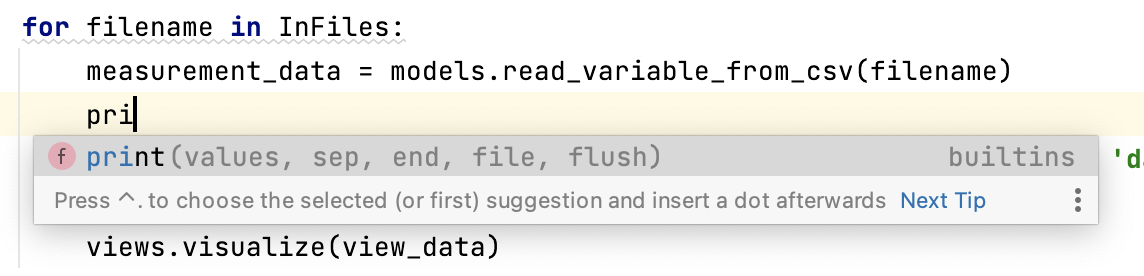 for filename in InFiles:
measurement_data = models.read_variable_from_csv(filename)
pri
f print(values, sep, end, file, flush) builtins
'da
Press ^. to choose the selected (or first) suggestion and insert a dot afterwards Next Tip
views.visualize(view_data)